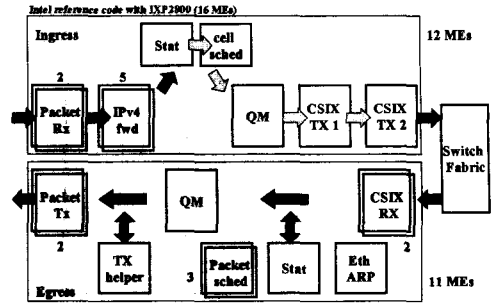 Intel reference code with IXP2800 (16 MEs)
Ingress
Stat
cell
sched
12 MEs
2
5
Packet
Rx
IPv4
fwd
QM
CSIX
TX 1
CSIX
TX 2
Switch
Fabric
Packet
Tx
QM
CSIX
RX
2
2
TX
helper
3
Packet
sched
Stat
Eth
ARP
11 MEs
Egress